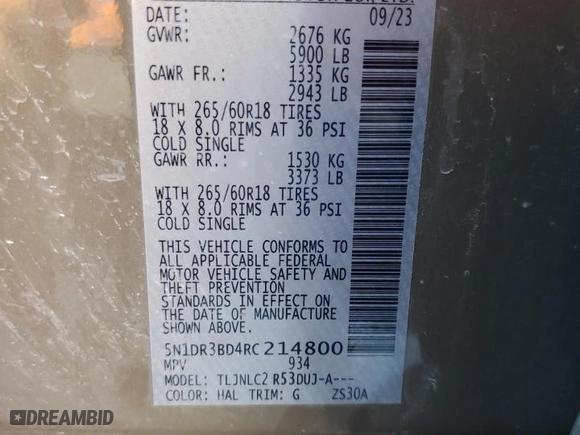 DATE: 09/23
GVWR: 2676 KG
5900 LB
GAWR FR.: 1335 KG
2943 LB
WITH 265/60R18 TIRES
18 X 8.0 RIMS AT 36 PSI
COLD SINGLE
GAWR RR.: 1530 KG
3373 LB
WITH 265/60R18 TIRES
18 X 8.0 RIMS AT 36 PSI
COLD SINGLE
THIS VEHICLE CONFORMS TO
ALL APPLICABLE FEDERAL
MOTOR VEHICLE SAFETY AND
THEFT PREVENTION
STANDARDS IN EFFECT ON
THE DATE OF MANUFACTURE
SHOWN ABOVE.
5N1DR3BD4RC214800
MPV 934
MODEL: TLJNLC2 R53DUJ-A---
COLOR: HAL TRIM: G ZS30A
DREAMBID